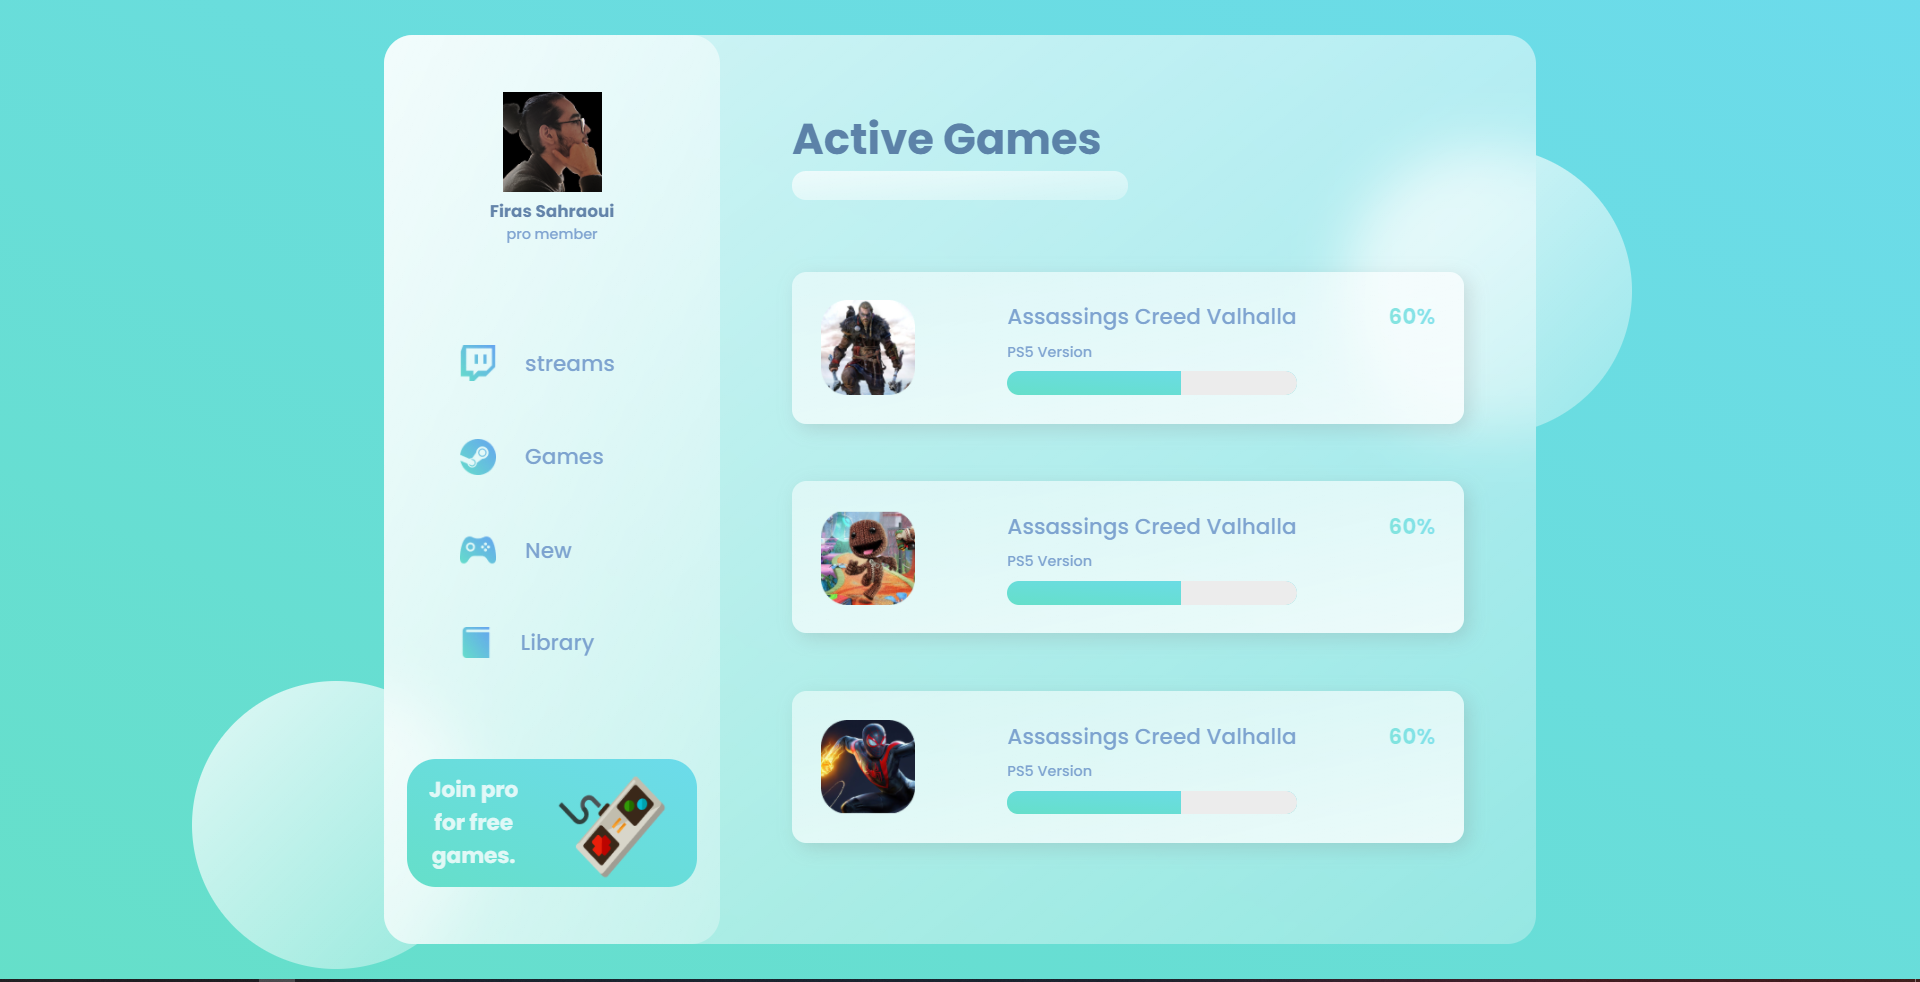 Firas Sahraoui
pro member
streams
Games
New
Library
Join pro
for free
games.
Active Games
Assassings Creed Valhalla
60%
PS5 Version
Assassings Creed Valhalla
60%
PS5 Version
Assassings Creed Valhalla
60%
PS5 Version